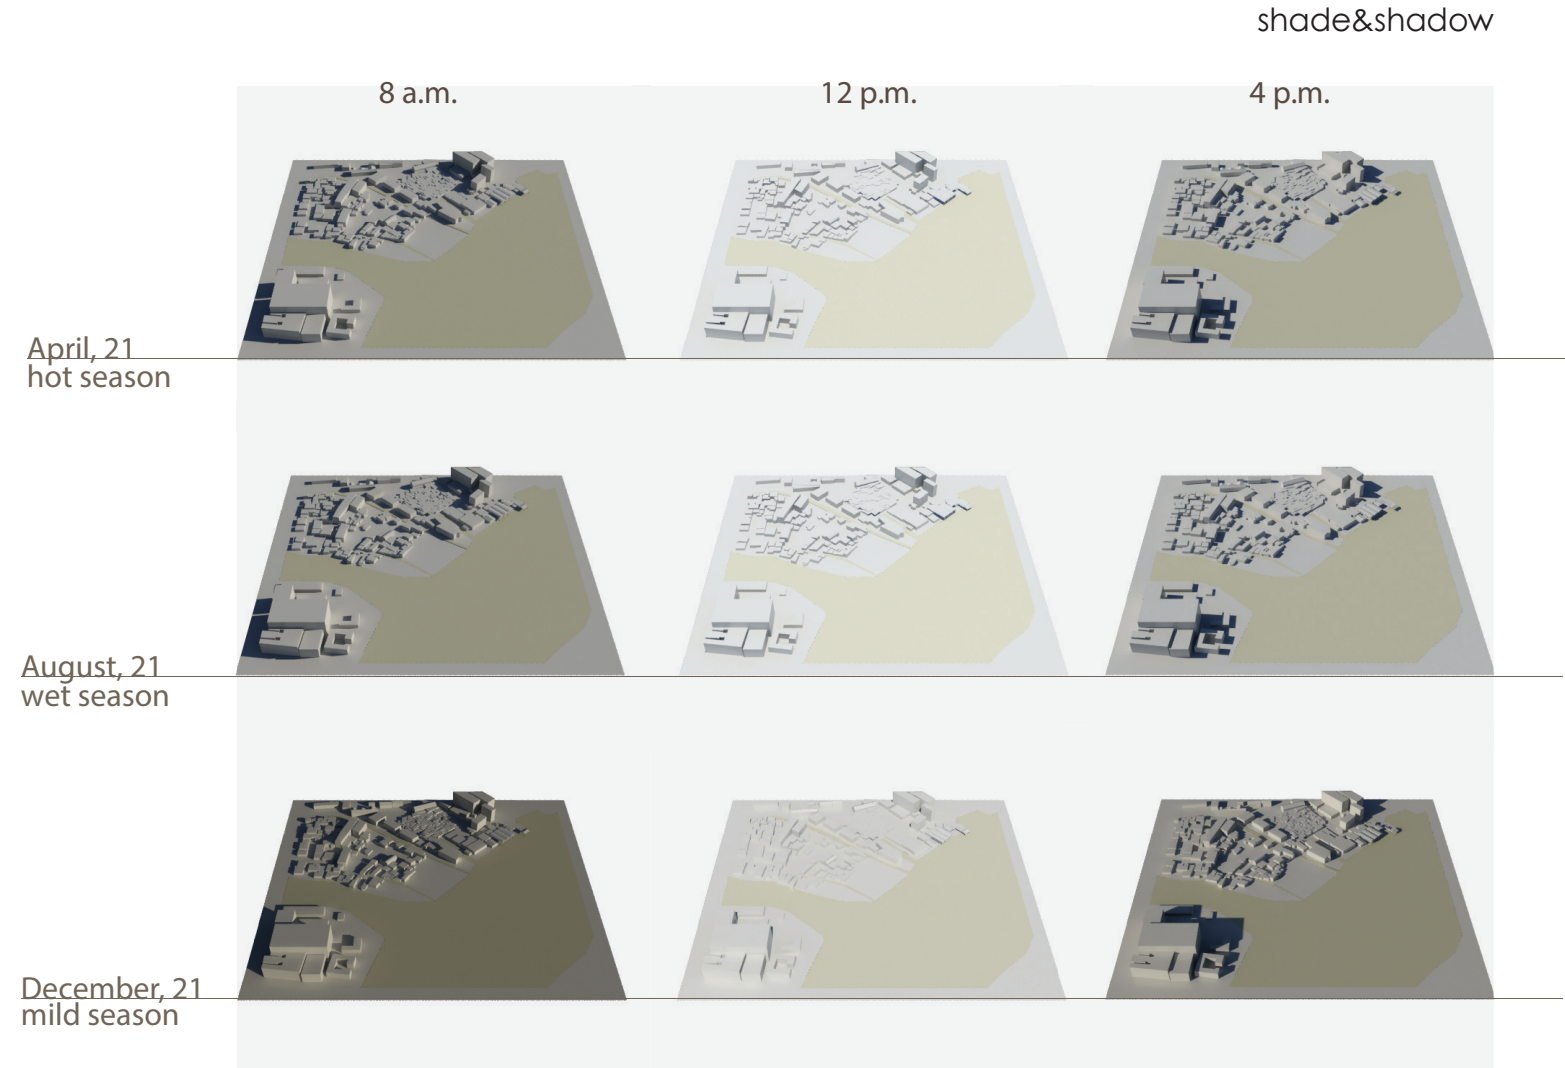 shade&shadow
8 a.m.
12 p.m.
4 p.m.
April, 21
hot season
August, 21
wet season
December, 21
mild season